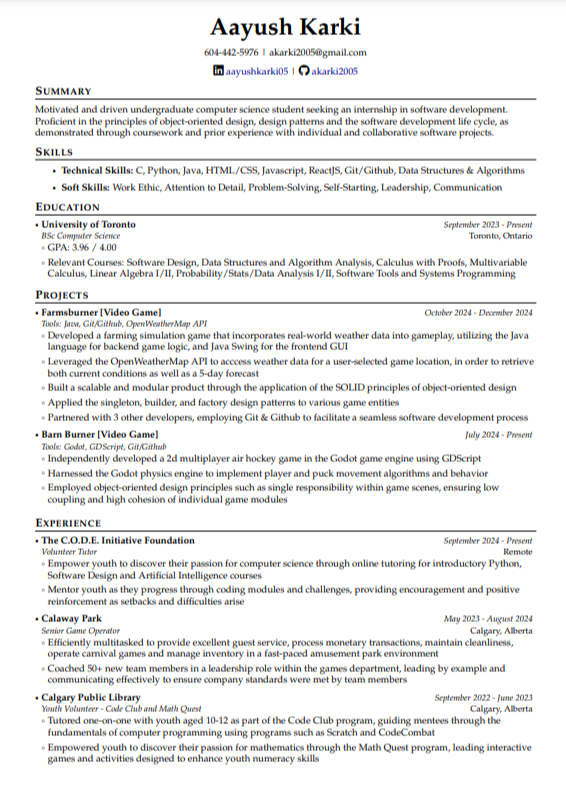 Aayush Karki
604-442-5976 | akarki2005@gmail.com
aayushkarki05 | akarki2005
SUMMARY
Motivated and driven undergraduate computer science student seeking an internship in software development.
Proficient in the principles of object-oriented design, design patterns and the software development life cycle, as
demonstrated through coursework and prior experience with individual and collaborative software projects.
SKILLS
• Technical Skills: C, Python, Java, HTML/CSS, Javascript, ReactJS, Git/Github, Data Structures & Algorithms
• Soft Skills: Work Ethic, Attention to Detail, Problem-Solving, Self-Starting, Leadership, Communication
EDUCATION
• University of Toronto September 2023 - Present
BSc Computer Science Toronto, Ontario
◦ GPA: 3.96 / 4.00
◦ Relevant Courses: Software Design, Data Structures and Algorithm Analysis, Calculus with Proofs, Multivariable
Calculus, Linear Algebra I/II, Probability/Stats/Data Analysis I/II, Software Tools and Systems Programming
PROJECTS
• Farmsburner [Video Game] October 2024 - December 2024
Tools: Java, Git/Github, OpenWeatherMap API
◦ Developed a farming simulation game that incorporates real-world weather data into gameplay, utilizing the Java
language for backend game logic, and Java Swing for the frontend GUI
◦ Leveraged the OpenWeatherMap API to acccess weather data for a user-selected game location, in order to retrieve
both current conditions as well as a 5-day forecast
◦ Built a scalable and modular product through the application of the SOLID principles of object-oriented design
◦ Applied the singleton, builder, and factory design patterns to various game entities
◦ Partnered with 3 other developers, employing Git & Github to facilitate a seamless software development process
• Barn Burner [Video Game] July 2024 - Present
Tools: Godot, GDScript, Git/Github
◦ Independently developed a 2d multiplayer air hockey game in the Godot game engine using GDScript
◦ Harnessed the Godot physics engine to implement player and puck movement algorithms and behavior
◦ Employed object-oriented design principles such as single responsibility within game scenes, ensuring low
coupling and high cohesion of individual game modules
EXPERIENCE
• The C.O.D.E. Initiative Foundation September 2024 - Present
Volunteer Tutor Remote
◦ Empower youth to discover their passion for computer science through online tutoring for introductory Python,
Software Design and Artificial Intelligence courses
◦ Mentor youth as they progress through coding modules and challenges, providing encouragement and positive
reinforcement as setbacks and difficulties arise
• Calaway Park May 2023 - August 2024
Senior Game Operator Calgary, Alberta
◦ Efficiently multitasked to provide excellent guest service, process monetary transactions, maintain cleanliness,
operate carnival games and manage inventory in a fast-paced amusement park environment
◦ Coached 50+ new team members in a leadership role within the games department, leading by example and
communicating effectively to ensure company standards were met by team members
• Calgary Public Library September 2022 - June 2023
Youth Volunteer - Code Club and Math Quest Calgary, Alberta
◦ Tutored one-on-one with youth aged 10-12 as part of the Code Club program, guiding mentees through the
fundamentals of computer programming using programs such as Scratch and CodeCombat
◦ Empowered youth to discover their passion for mathematics through the Math Quest program, leading interactive
games and activities designed to enhance youth numeracy skills